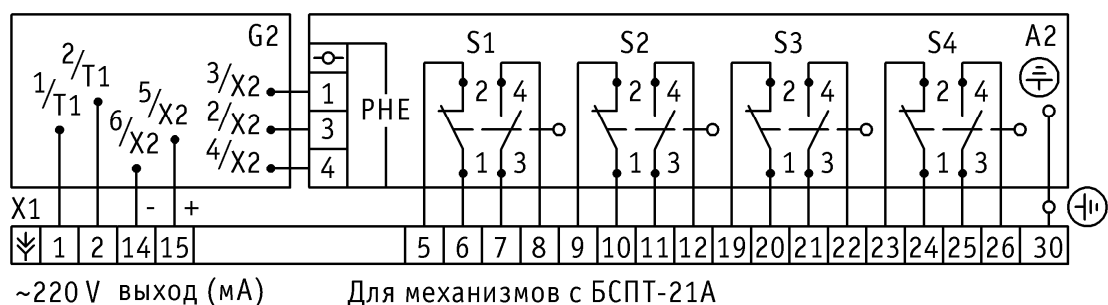 G2 S1 S2 S3 S4 A2
2/T1 1/T1 5/X2 6/X2
3/X2 1
2/X2 3
4/X2 4
PHE
2 4 2 4 2 4 2 4
1 3 1 3 1 3 1 3
X1 - +
1 2 14 15 5 6 7 8 9 10 11 12 19 20 21 22 23 24 25 26 30
~220 V выход (мА) Для механизмов с БСПТ-21А